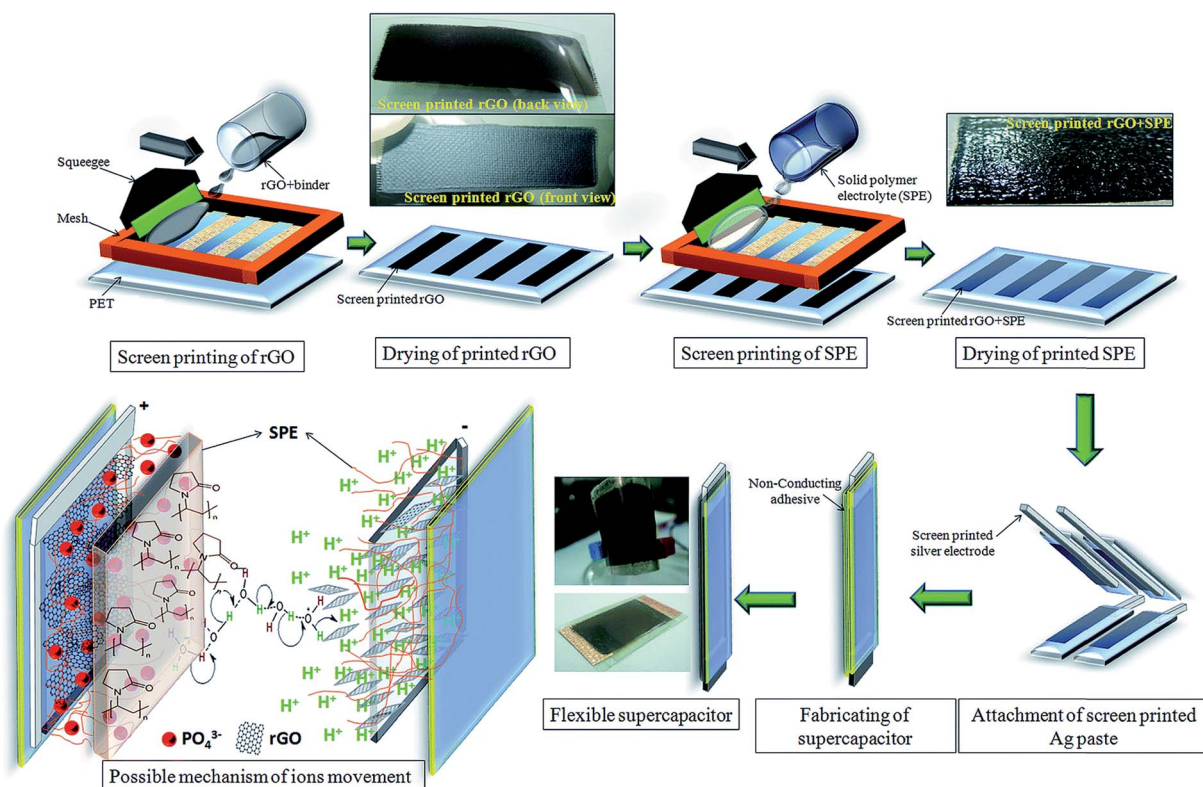 Screen printed rGO (back view)
Screen printed rGO (front view)
Screen printed rGO+SPE
Squeegee
rGO+binder
Mesh
PET
Screen printed rGO
Solid polymer
electrolyte (SPE)
Screen printed rGO+SPE
Screen printing of rGO
Drying of printed rGO
Screen printing of SPE
Drying of printed SPE
+
SPE
-
H⁺ H⁺ H⁺ H⁺ H⁺ H⁺ H⁺ H⁺ H⁺ H⁺
N O n
H O H
PO₄³⁻
rGO
Possible mechanism of ions movement
Flexible supercapacitor
Non-Conducting
adhesive
Fabricating of
supercapacitor
Screen printed
silver electrode
Attachment of screen printed
Ag paste